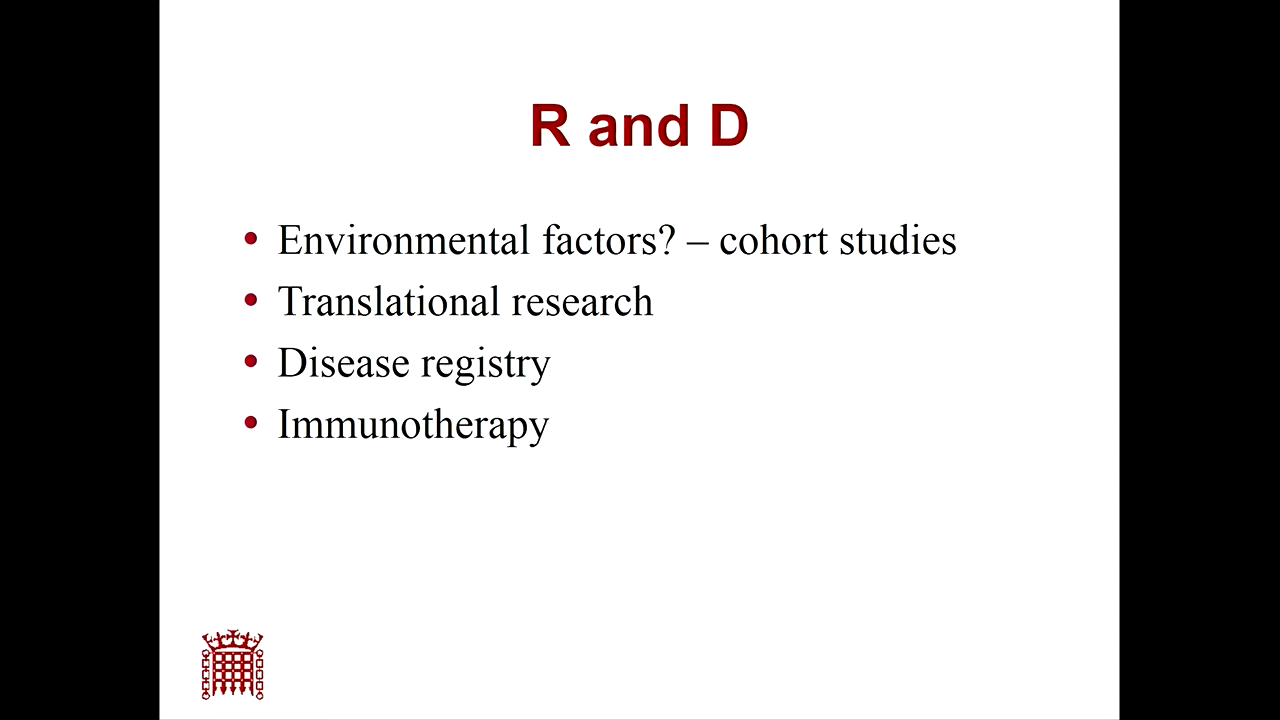 R and D
• Environmental factors? – cohort studies
• Translational research
• Disease registry
• Immunotherapy